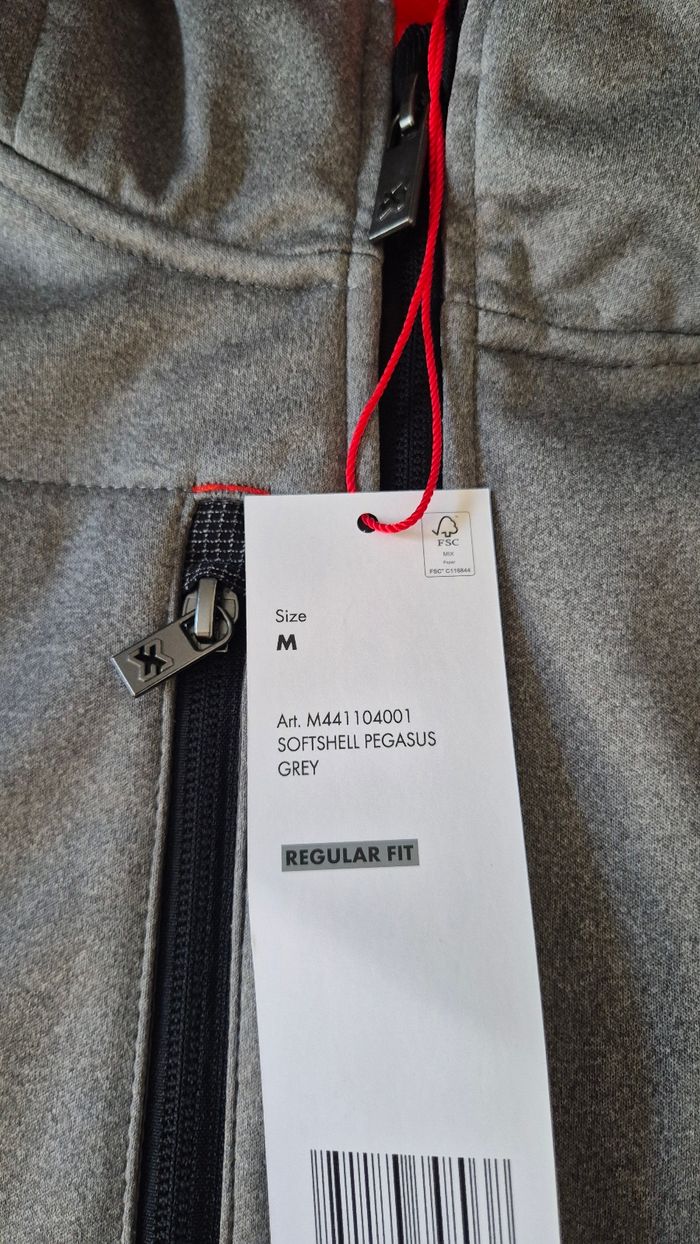 FSC
MIX
Paper
FSC® C116844
Size
M
Art. M441104001
SOFTSHELL PEGASUS
GREY
REGULAR FIT